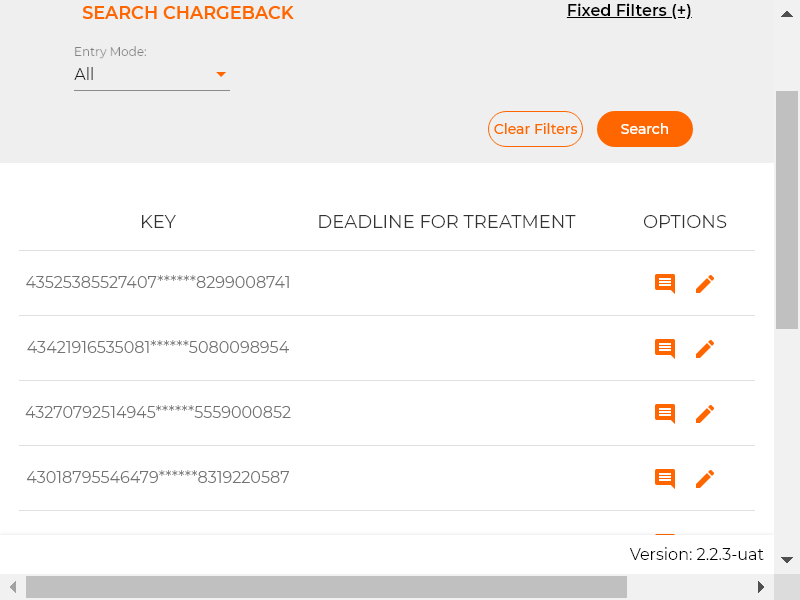 SEARCH CHARGEBACK
Fixed Filters (+)
Entry Mode:
All
Clear Filters
Search
KEY DEADLINE FOR TREATMENT OPTIONS
43525385527407******8299008741
43421916535081******5080098954
43270792514945******5559000852
43018795546479******8319220587
Version: 2.2.3-uat